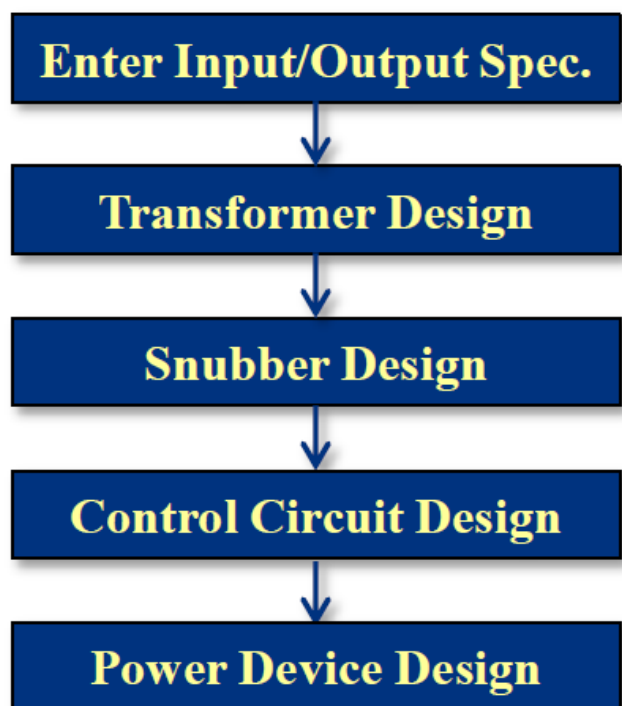 Enter Input/Output Spec.
Transformer Design
Snubber Design
Control Circuit Design
Power Device Design